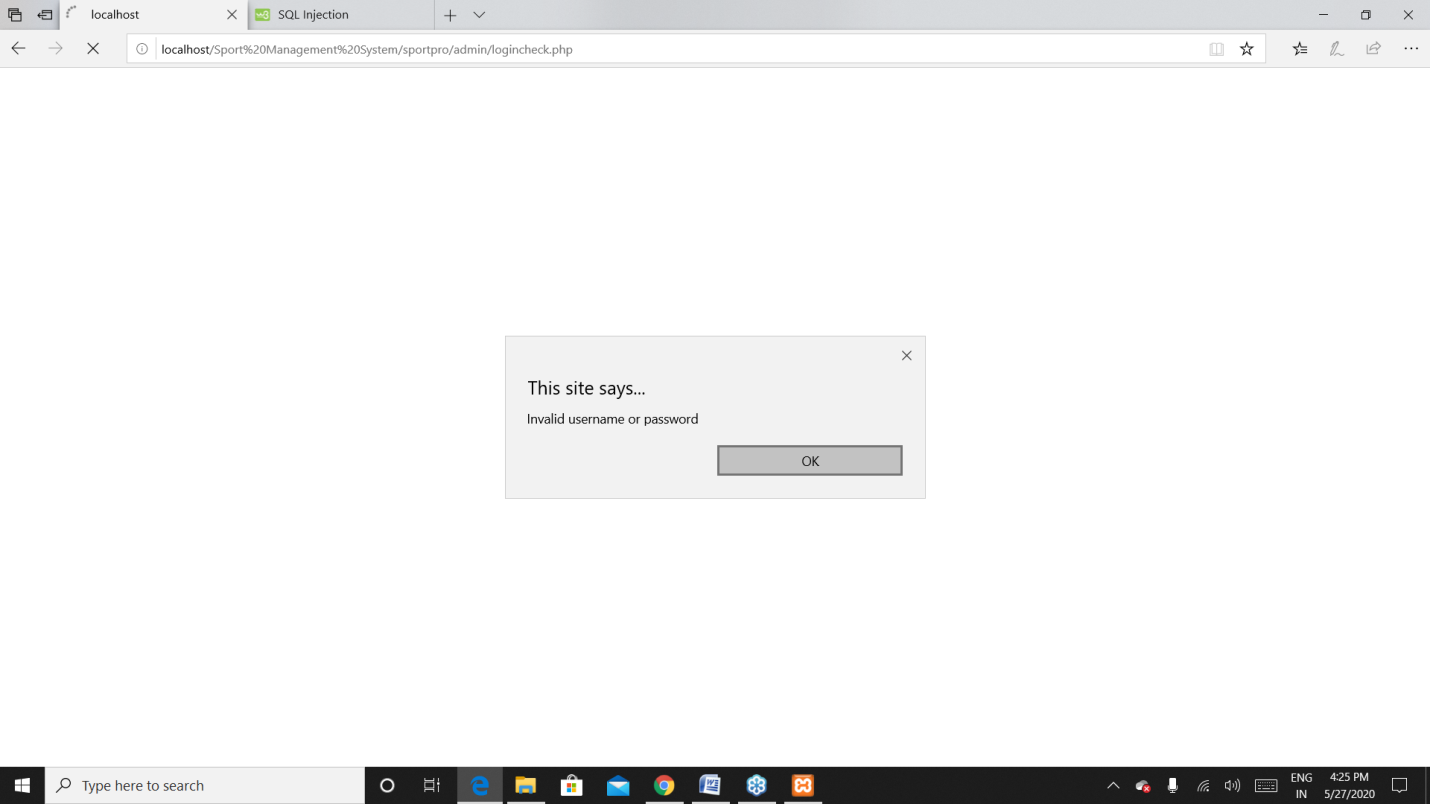 localhost
SQL Injection
localhost/Sport%20Management%20System/sportpro/admin/logincheck.php
This site says...
Invalid username or password
OK
Type here to search
ENG
IN
4:25 PM
5/27/2020